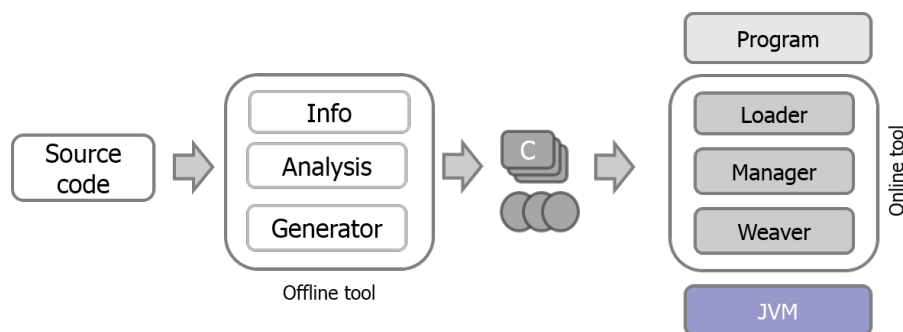 Source
code
Info
Analysis
Generator
Offline tool
C
Program
Loader
Manager
Weaver
Online tool
JVM